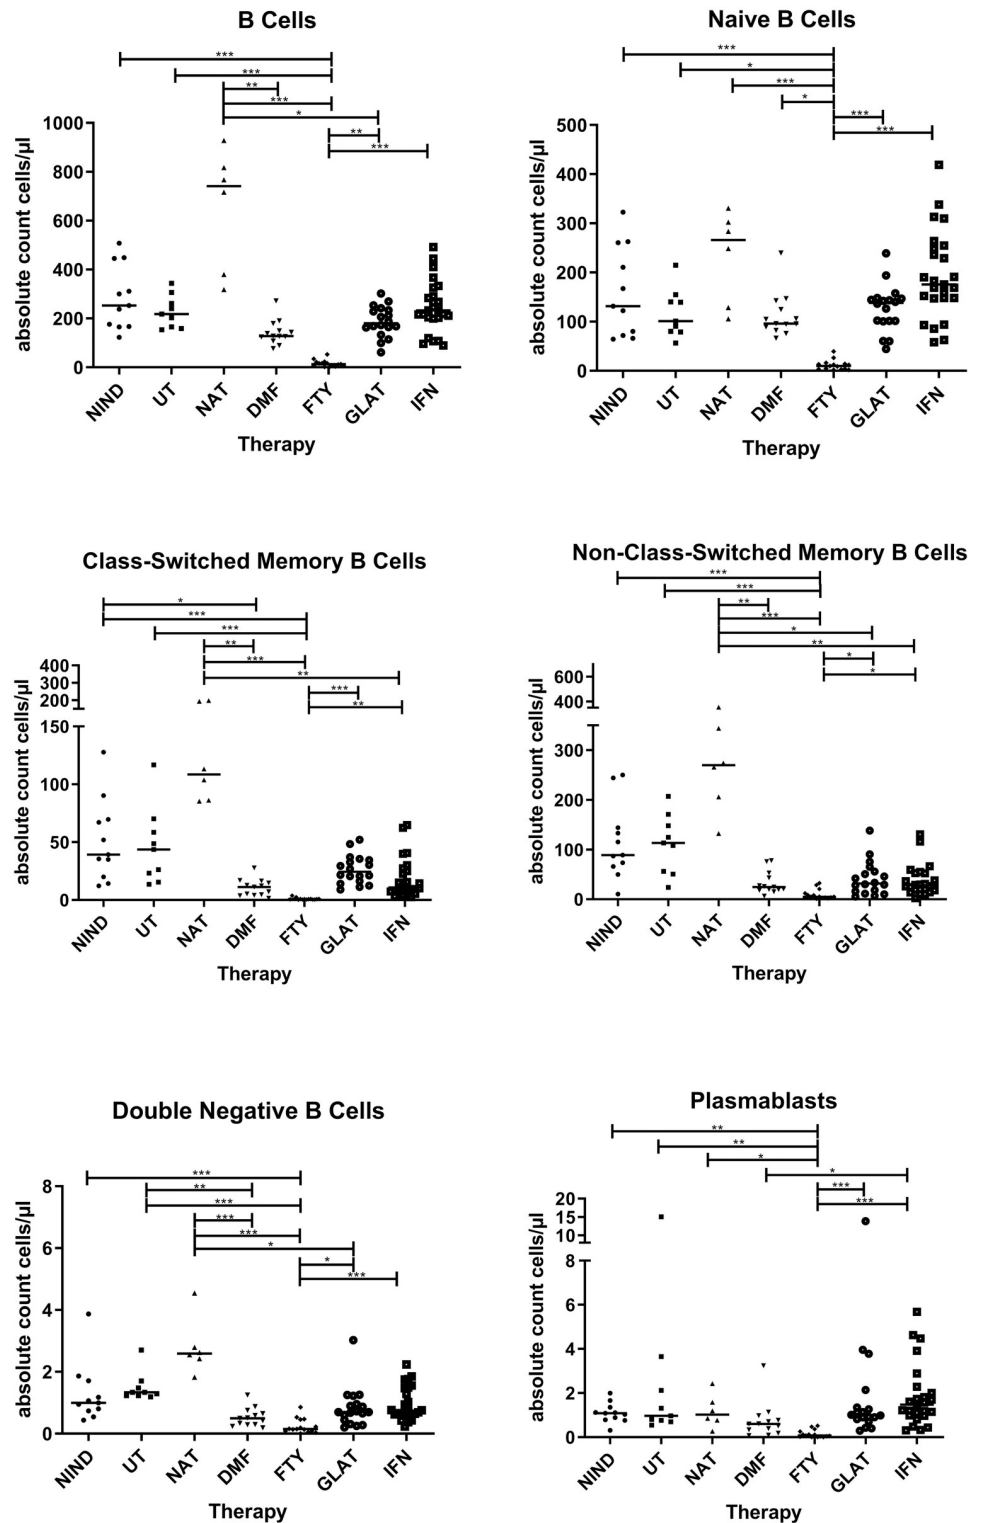 B Cells
***
***
**
***
*
**
***
1000
800
600
400
200
0
absolute count cells/µl
NIND
UT
NAT
DMF
FTY
GLAT
IFN
Therapy
Naive B Cells
***
*
***
*
***
***
500
400
300
200
100
0
absolute count cells/µl
NIND
UT
NAT
DMF
FTY
GLAT
IFN
Therapy
Class-Switched Memory B Cells
*
***
***
**
***
**
***
**
400
300
200
150
100
50
0
absolute count cells/µl
NIND
UT
NAT
DMF
FTY
GLAT
IFN
Therapy
Non-Class-Switched Memory B Cells
***
***
**
***
*
**
*
*
600
400
300
200
100
0
absolute count cells/µl
NIND
UT
NAT
DMF
FTY
GLAT
IFN
Therapy
Double Negative B Cells
***
**
***
***
***
*
*
***
8
6
4
2
0
absolute count cells/µl
NIND
UT
NAT
DMF
FTY
GLAT
IFN
Therapy
Plasmablasts
**
**
*
*
***
***
20
15
10
8
6
4
2
0
absolute count cells/µl
NIND
UT
NAT
DMF
FTY
GLAT
IFN
Therapy